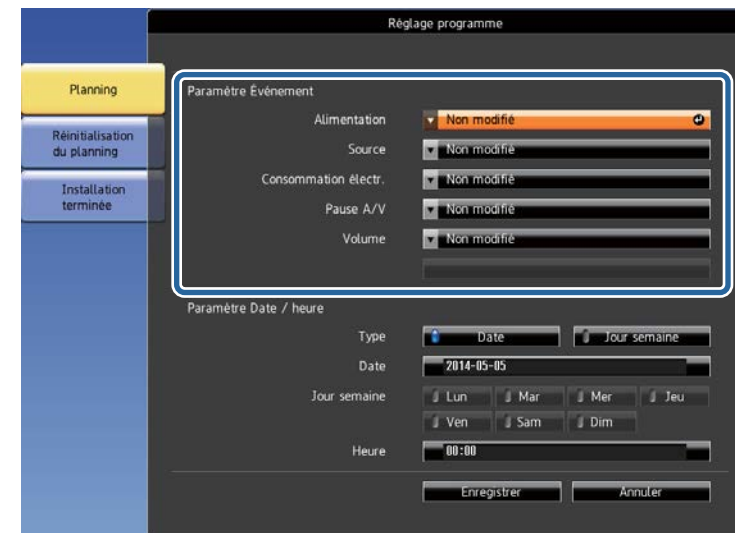 Réglage programme
Planning
Réinitialisation
du planning
Installation
terminée
Paramètre Événement
Alimentation Non modifié
Source Non modifié
Consommation électr. Non modifié
Pause A/V Non modifié
Volume Non modifié
Paramètre Date / heure
Type Date Jour semaine
Date 2014-05-05
Jour semaine Lun Mar Mer Jeu
Ven Sam Dim
Heure 00:00
Enregistrer Annuler